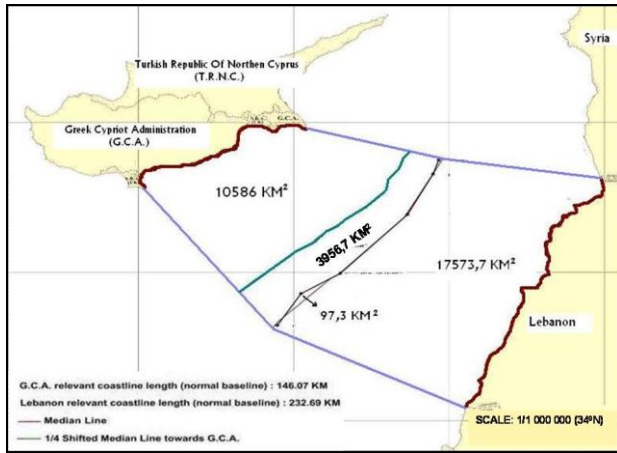 Syria
Turkish Republic Of Northen Cyprus
(T.R.N.C.)
G.C.A.
Greek Cypriot Administration
(G.C.A.)
10586 KM²
3956,7 KM²
17573,7 KM²
97,3 KM²
Lebanon
G.C.A. relevant coastline length (normal baseline) : 146.07 KM
Lebanon relevant coastline length (normal baseline) : 232.69 KM
Median Line
1/4 Shifted Median Line towards G.C.A.
SCALE: 1/1 000 000 (34ºN)